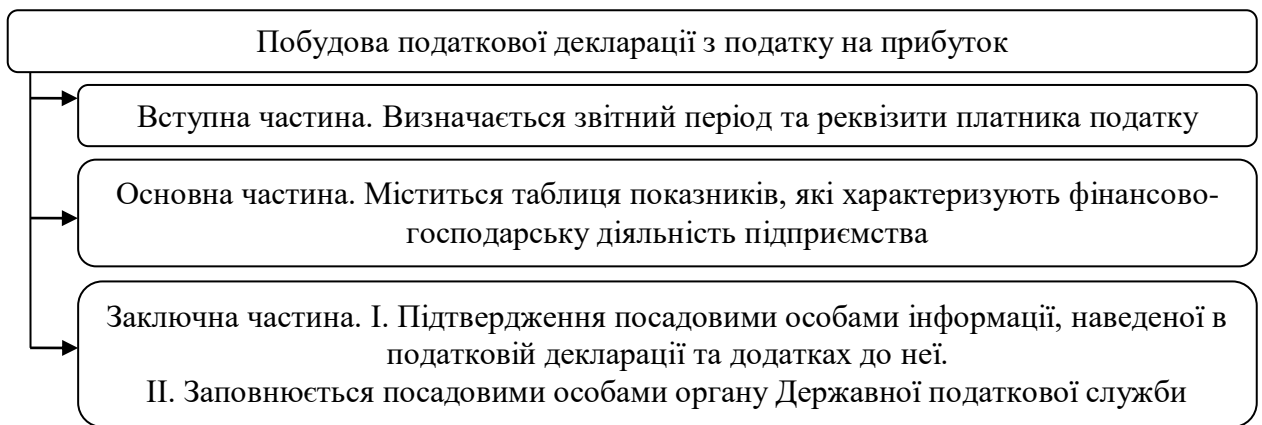 Побудова податкової декларації з податку на прибуток
Вступна частина. Визначається звітний період та реквізити платника податку
Основна частина. Міститься таблиця показників, які характеризують фінансово-
господарську діяльність підприємства
Заключна частина. І. Підтвердження посадовими особами інформації, наведеної в
податковій декларації та додатках до неї.
ІІ. Заповнюється посадовими особами органу Державної податкової служби